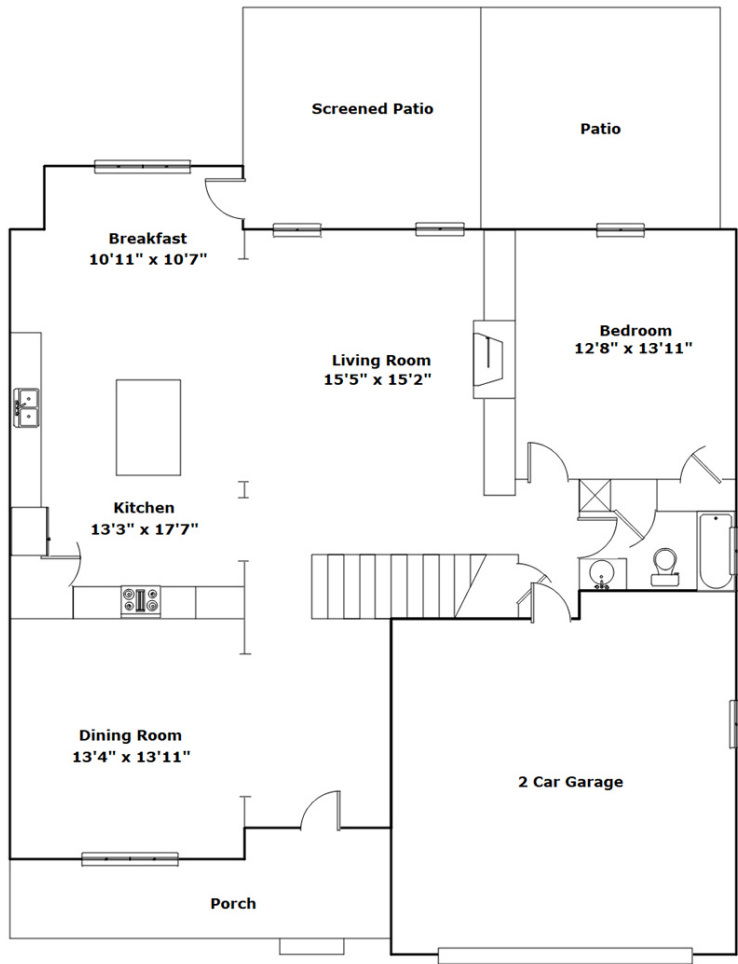 Screened Patio
Patio
Breakfast
10'11" x 10'7"
Living Room
15'5" x 15'2"
Bedroom
12'8" x 13'11"
Kitchen
13'3" x 17'7"
Dining Room
13'4" x 13'11"
2 Car Garage
Porch